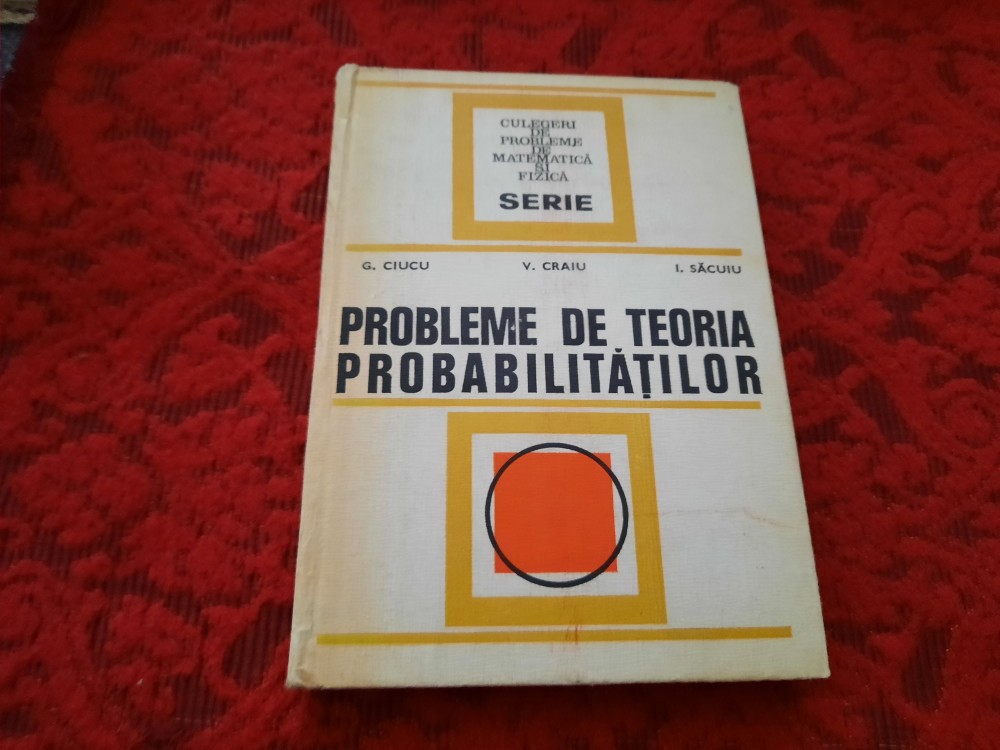 CULEGERI
DE
PROBLEME
DE
MATEMATICĂ
ȘI
FIZICĂ
SERIE
G. CIUCU V. CRAIU I. SĂCUIU
PROBLEME DE TEORIA
PROBABILITĂȚILOR